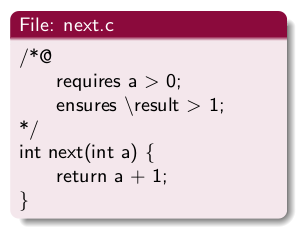 File: next.c
/*@
requires a > 0;
ensures \result > 1;
*/
int next(int a) {
return a + 1;
}